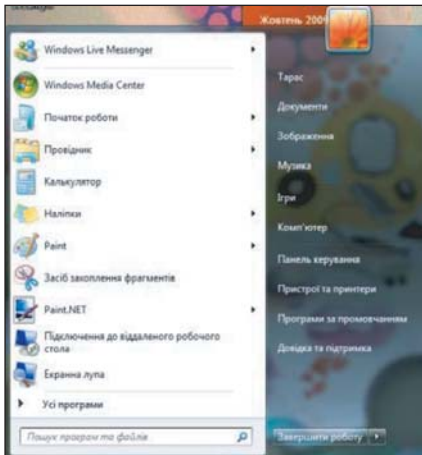 Жовтень 2009
Windows Live Messenger
Windows Media Center
Початок роботи
Провідник
Калькулятор
Наліпки
Paint
Засіб захоплення фрагментів
Paint.NET
Підключення до віддаленого робочого
стола
Екранна лупа
Усі програми
Пошук програм та файлів
Тарас
Документи
Зображення
Музика
Ігри
Комп'ютер
Панель керування
Пристрої та принтери
Програми за промовчанням
Довідка та підтримка
Завершити роботу